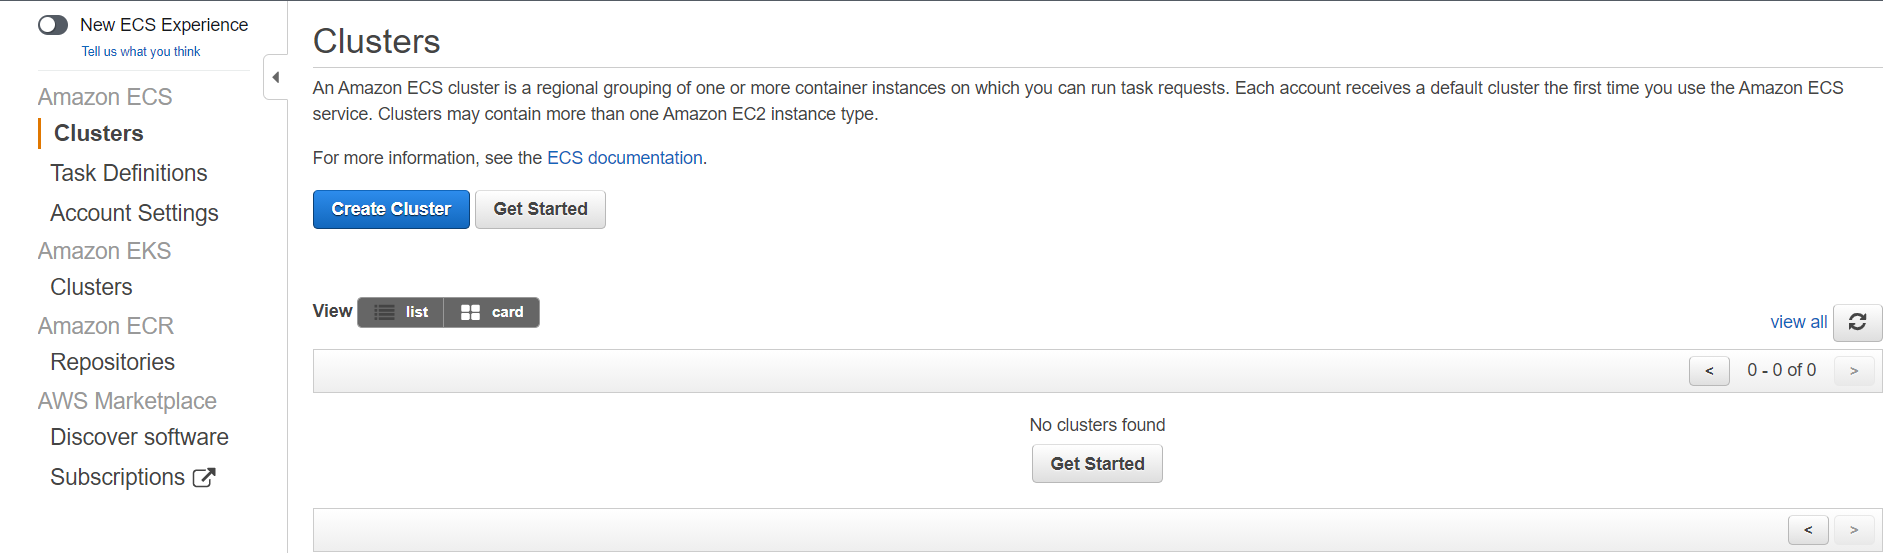 New ECS Experience
Tell us what you think
Amazon ECS
Clusters
Task Definitions
Account Settings
Amazon EKS
Clusters
Amazon ECR
Repositories
AWS Marketplace
Discover software
Subscriptions
Clusters
An Amazon ECS cluster is a regional grouping of one or more container instances on which you can run task requests. Each account receives a default cluster the first time you use the Amazon ECS
service. Clusters may contain more than one Amazon EC2 instance type.
For more information, see the ECS documentation.
Create Cluster Get Started
View list card
view all
< 0 - 0 of 0 >
No clusters found
Get Started
< >